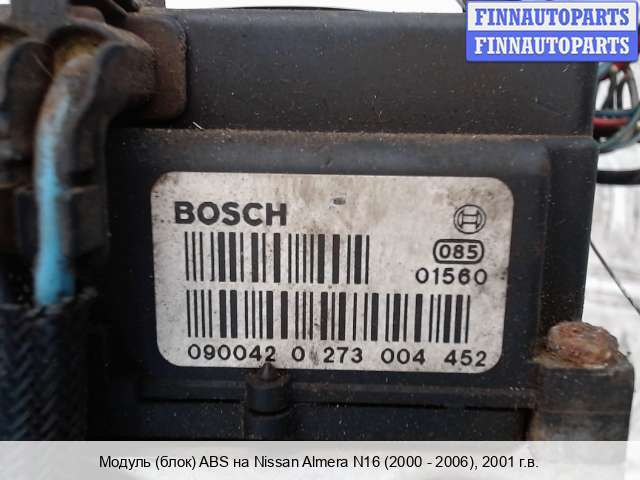 FINNAUTOPARTS
FINNAUTOPARTS
BOSCH
085
01560
090042 0 273 004 452
Модуль (блок) ABS на Nissan Almera N16 (2000 - 2006), 2001 г.в.